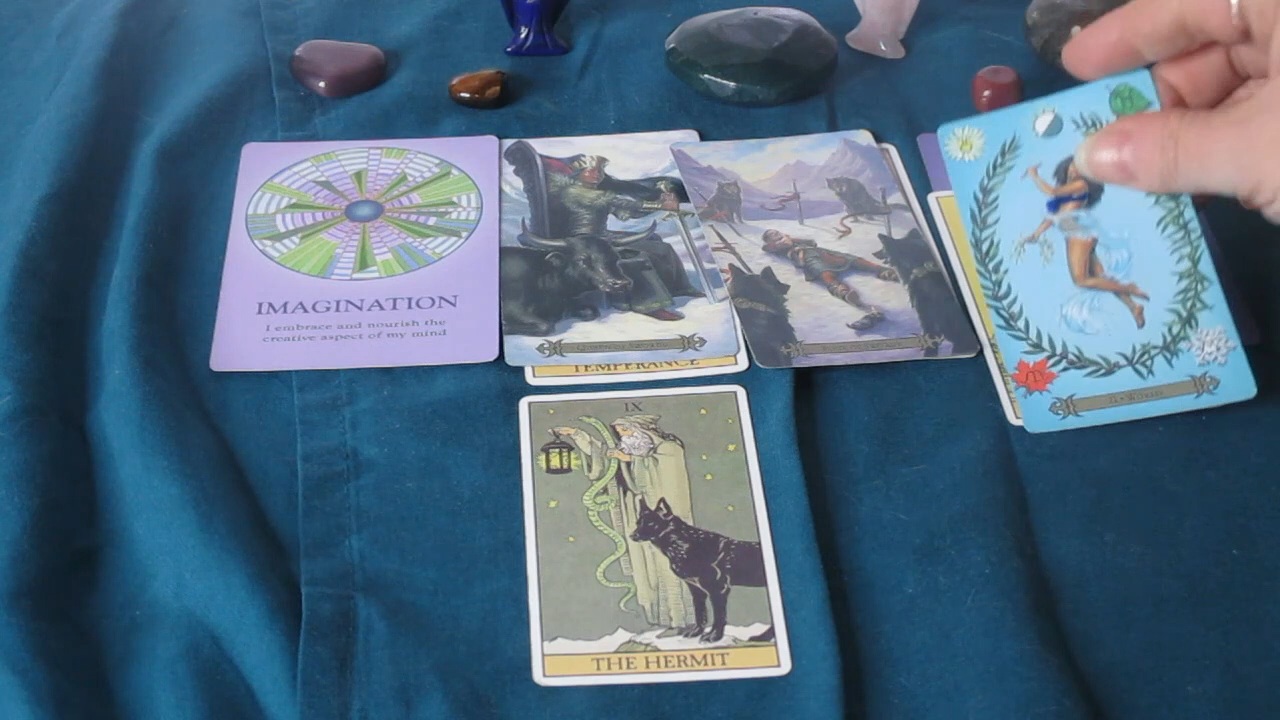 IMAGINATION
I embrace and nourish the
creative aspect of my mind
TEMPERANCE
IX
THE HERMIT